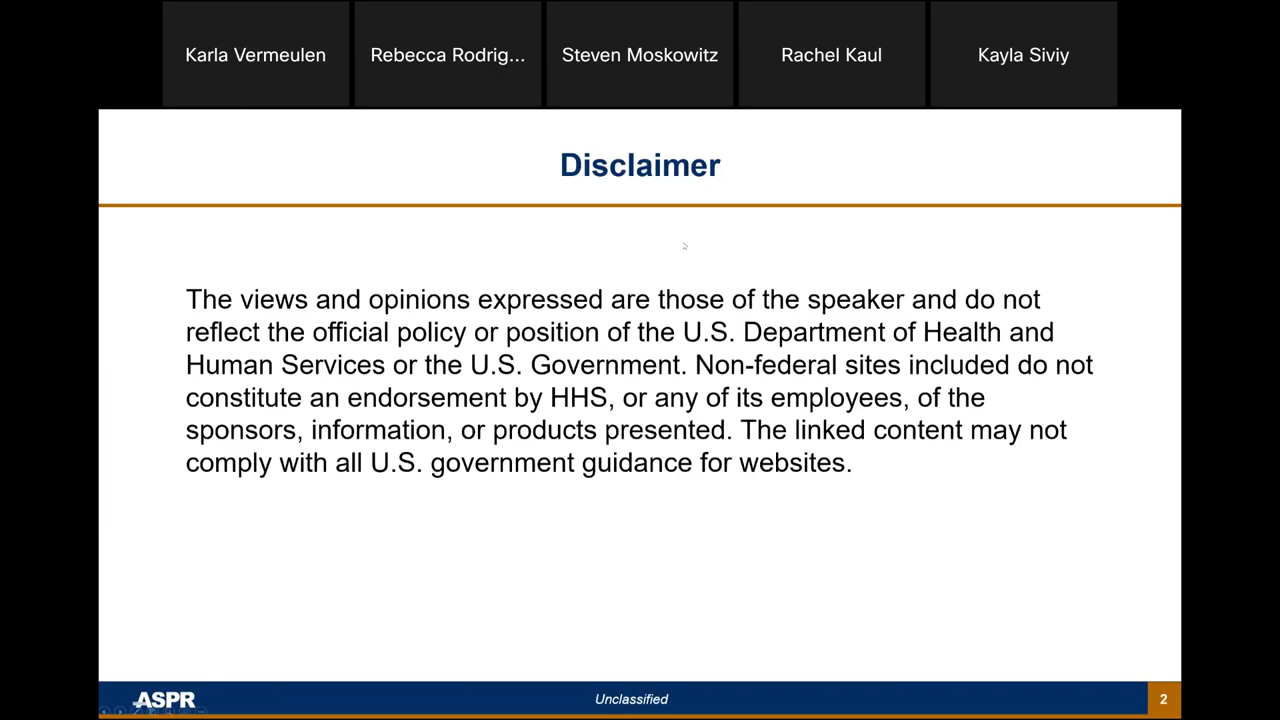 Karla Vermeulen
Rebecca Rodrig...
Steven Moskowitz
Rachel Kaul
Kayla Siviy
Disclaimer
The views and opinions expressed are those of the speaker and do not
reflect the official policy or position of the U.S. Department of Health and
Human Services or the U.S. Government. Non-federal sites included do not
constitute an endorsement by HHS, or any of its employees, of the
sponsors, information, or products presented. The linked content may not
comply with all U.S. government guidance for websites.
ASPR
Unclassified
2